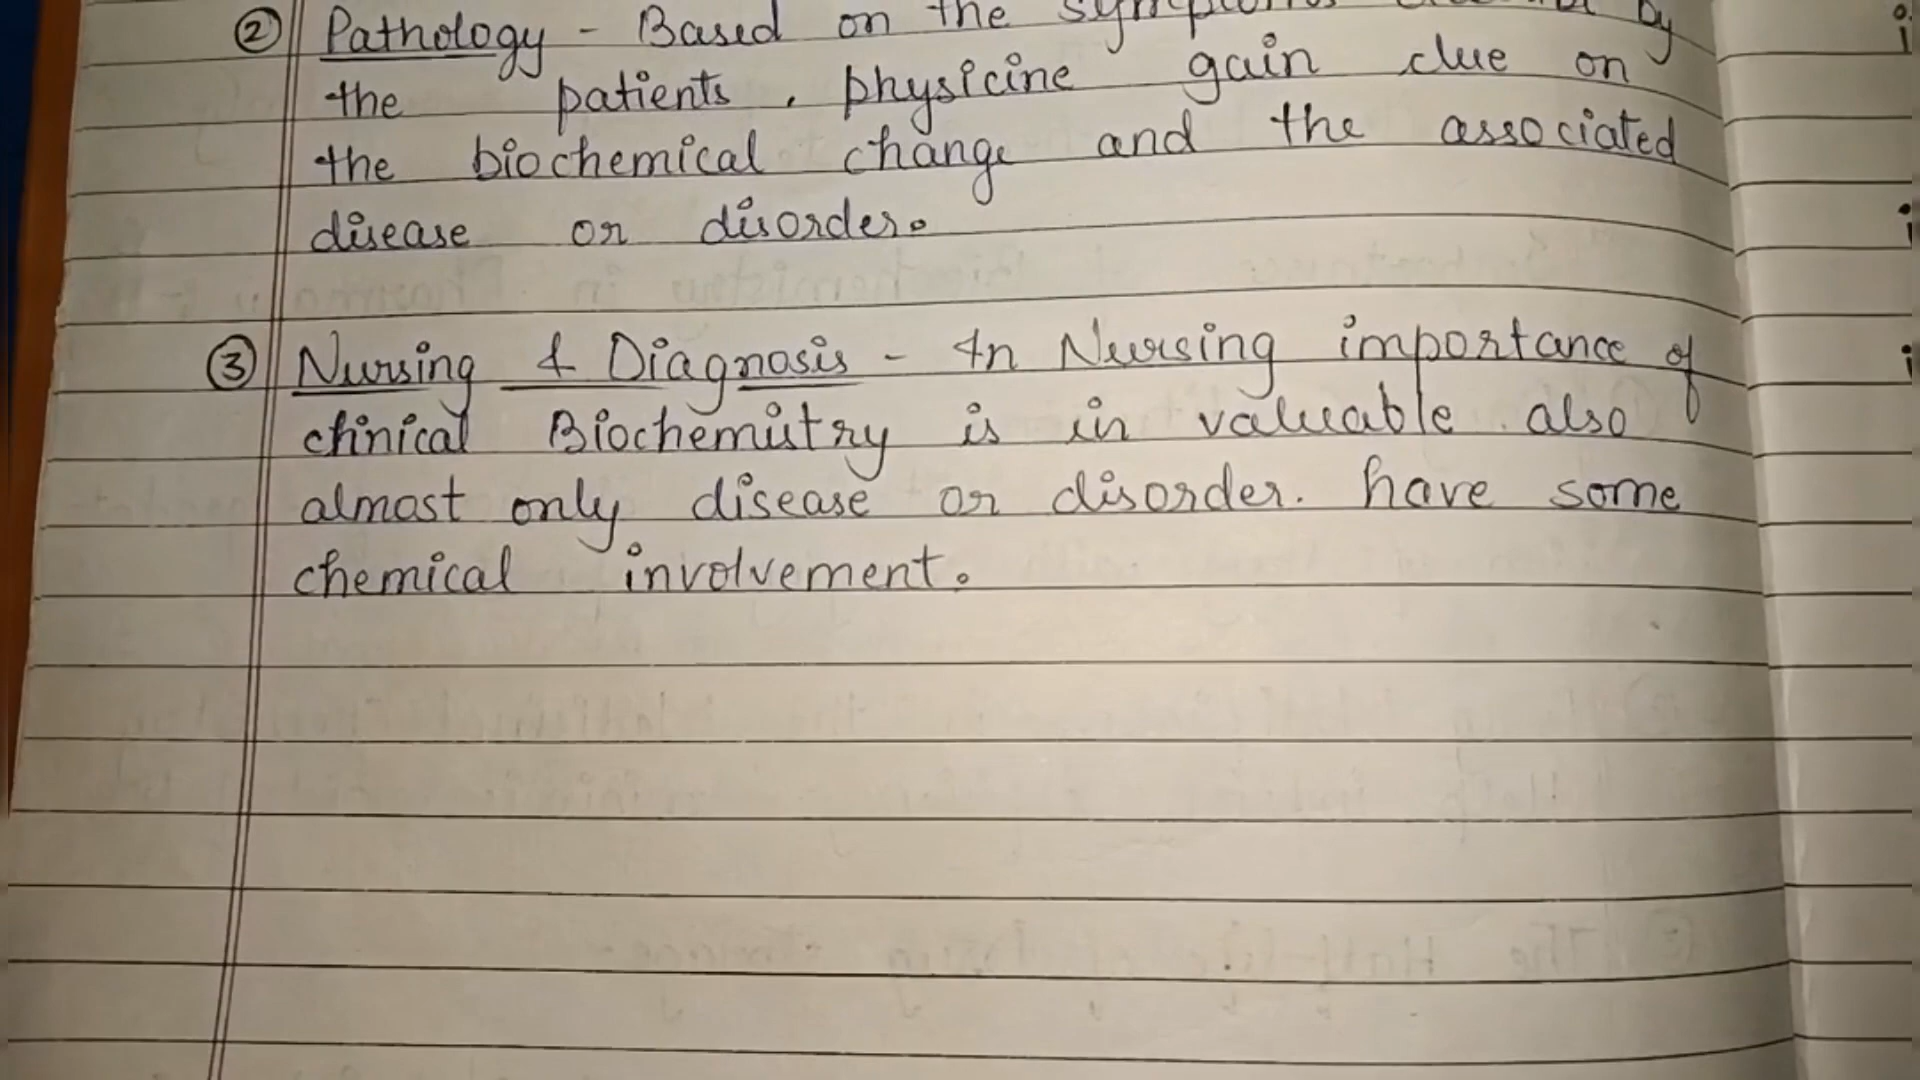 ② Pathology - Based on the symptoms by
the patients, physicine gain clue on
the biochemical change and the associated
disease or disorder.
③ Nursing & Diagnosis - In Nursing importance of
clinical Biochemistry is in valuable also
almost only disease or disorder. have some
chemical involvement.